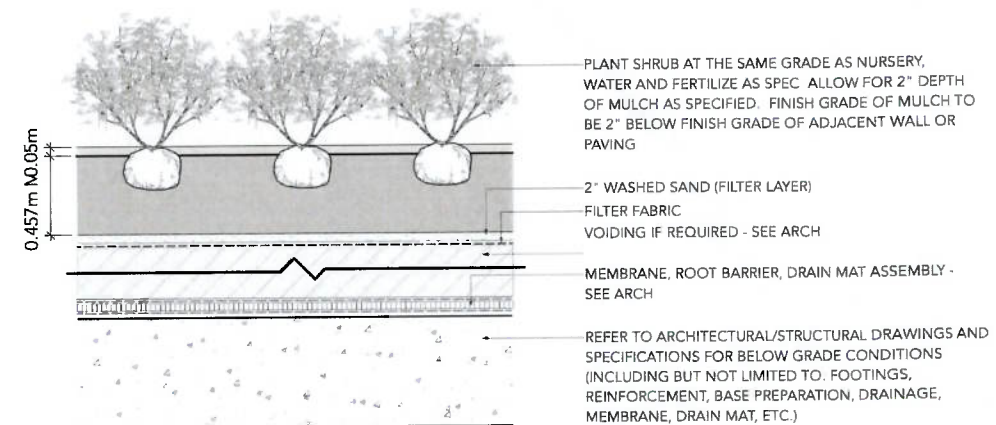 PLANT SHRUB AT THE SAME GRADE AS NURSERY,
WATER AND FERTILIZE AS SPEC ALLOW FOR 2" DEPTH
OF MULCH AS SPECIFIED. FINISH GRADE OF MULCH TO
BE 2" BELOW FINISH GRADE OF ADJACENT WALL OR
PAVING
0.457m
0.05m
2" WASHED SAND (FILTER LAYER)
FILTER FABRIC
VOIDING IF REQUIRED - SEE ARCH
MEMBRANE, ROOT BARRIER, DRAIN MAT ASSEMBLY -
SEE ARCH
REFER TO ARCHITECTURAL/STRUCTURAL DRAWINGS AND
SPECIFICATIONS FOR BELOW GRADE CONDITIONS
(INCLUDING BUT NOT LIMITED TO. FOOTINGS,
REINFORCEMENT, BASE PREPARATION, DRAINAGE,
MEMBRANE, DRAIN MAT, ETC.)